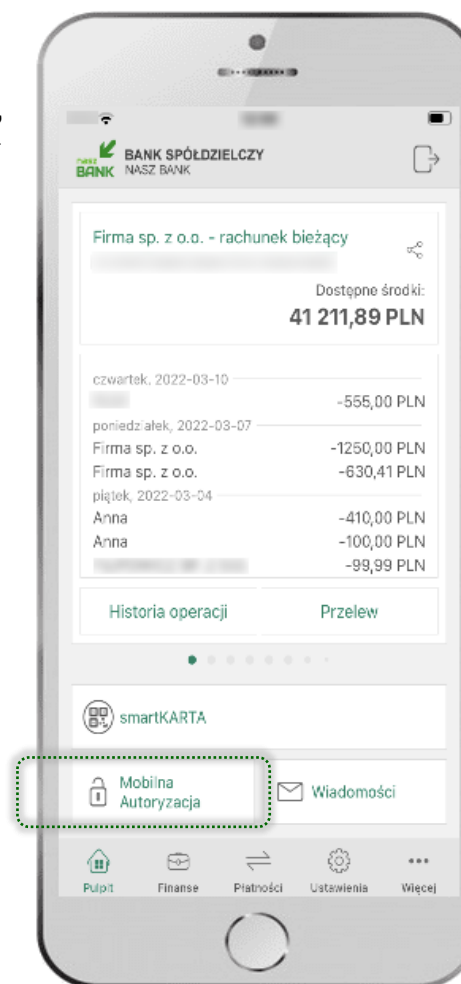 nasz
BANK
BANK SPÓŁDZIELCZY
NASZ BANK
Firma sp. z o.o. - rachunek bieżący
Dostępne środki:
41 211,89 PLN
czwartek, 2022-03-10
-555,00 PLN
poniedziałek, 2022-03-07
Firma sp. z o.o. -1250,00 PLN
Firma sp. z o.o. -630,41 PLN
piątek, 2022-03-04
Anna -410,00 PLN
Anna -100,00 PLN
-99,99 PLN
Historia operacji Przelew
smartKARTA
Mobilna
Autoryzacja
Wiadomości
Pulpit Finanse Płatności Ustawienia Więcej